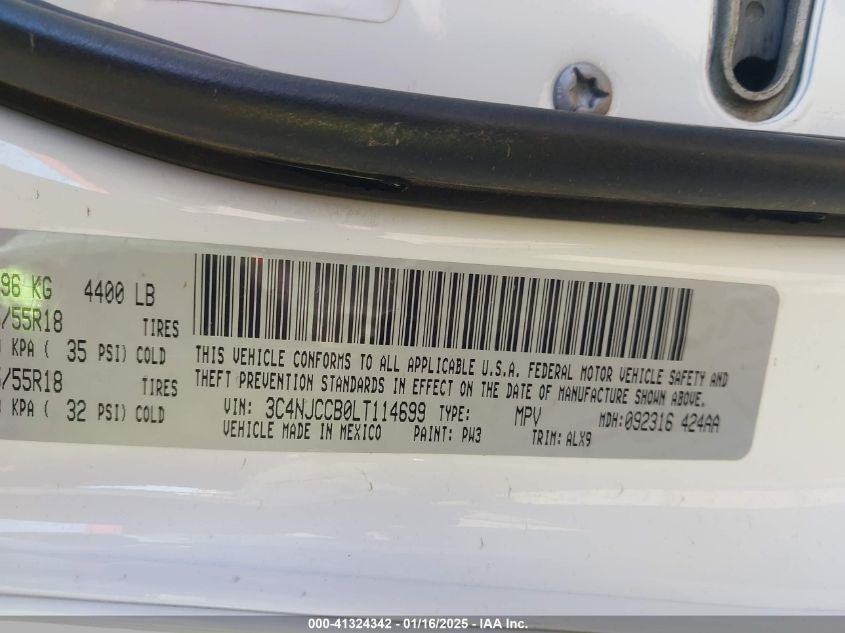 96 KG 4400 LB
/55R18 TIRES
KPA ( 35 PSI) COLD
/55R18 TIRES
KPA ( 32 PSI) COLD
THIS VEHICLE CONFORMS TO ALL APPLICABLE U.S.A. FEDERAL MOTOR VEHICLE SAFETY AND
THEFT PREVENTION STANDARDS IN EFFECT ON THE DATE OF MANUFACTURE SHOWN ABOVE.
VIN: 3C4NJCCB0LT114699 TYPE: MPV MDH:092316 424AA
VEHICLE MADE IN MEXICO PAINT: PW3 TRIM: ALX9
000-41324342 - 01/16/2025 - IAA Inc.